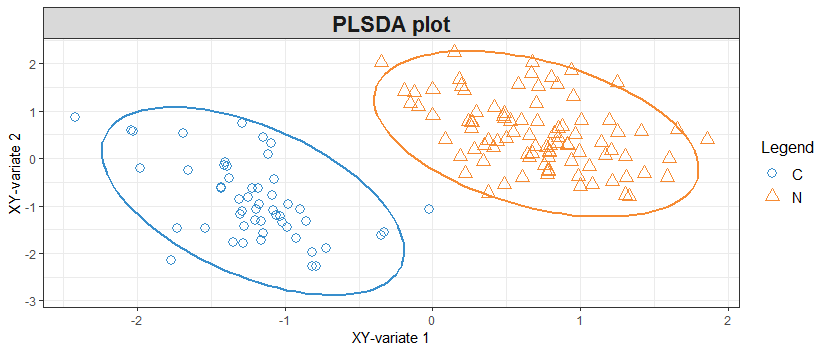 PLSDA plot
XY-variate 2
2
1
0
-1
-2
-3
-2
-1
0
1
2
XY-variate 1
Legend
C
N